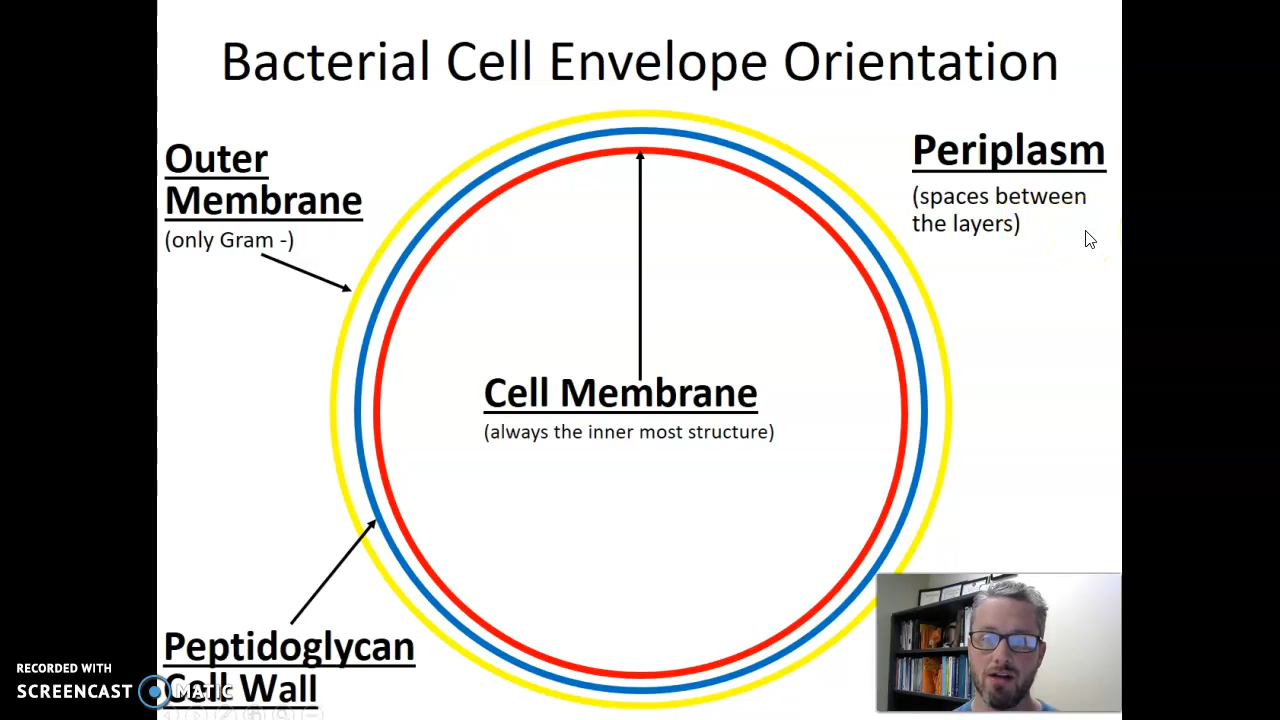 Bacterial Cell Envelope Orientation
Outer
Membrane
(only Gram -)
Periplasm
(spaces between
the layers)
Cell Membrane
(always the inner most structure)
Peptidoglycan
Cell Wall
RECORDED WITH
SCREENCAST MATIC